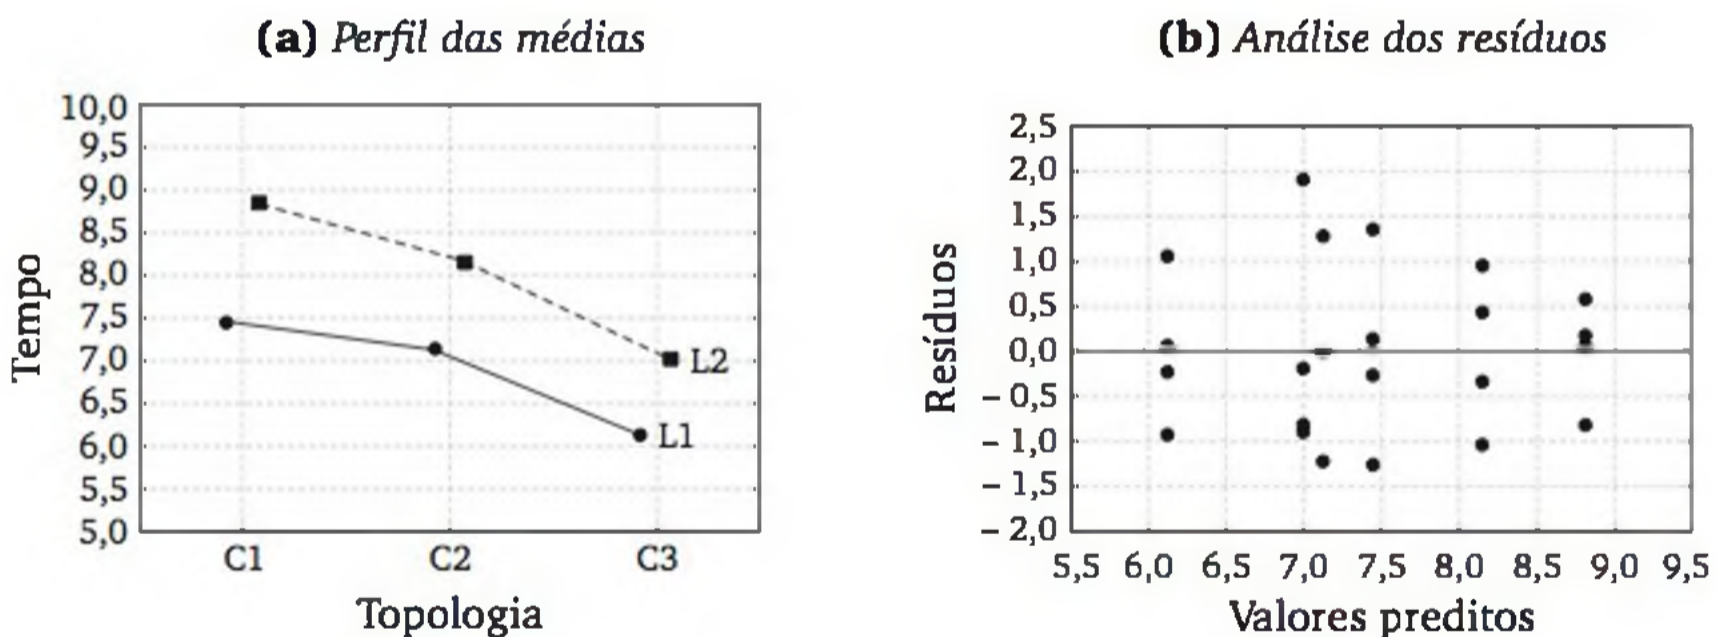 (a) Perfil das médias
10,0
9,5
9,0
8,5
8,0
7,5
7,0
6,5
6,0
5,5
5,0
Tempo
L2
L1
C1 C2 C3
Topologia
(b) Análise dos resíduos
2,5
2,0
1,5
1,0
0,5
0,0
– 0,5
– 1,0
– 1,5
– 2,0
Resíduos
5,5 6,0 6,5 7,0 7,5 8,0 8,5 9,0 9,5
Valores preditos